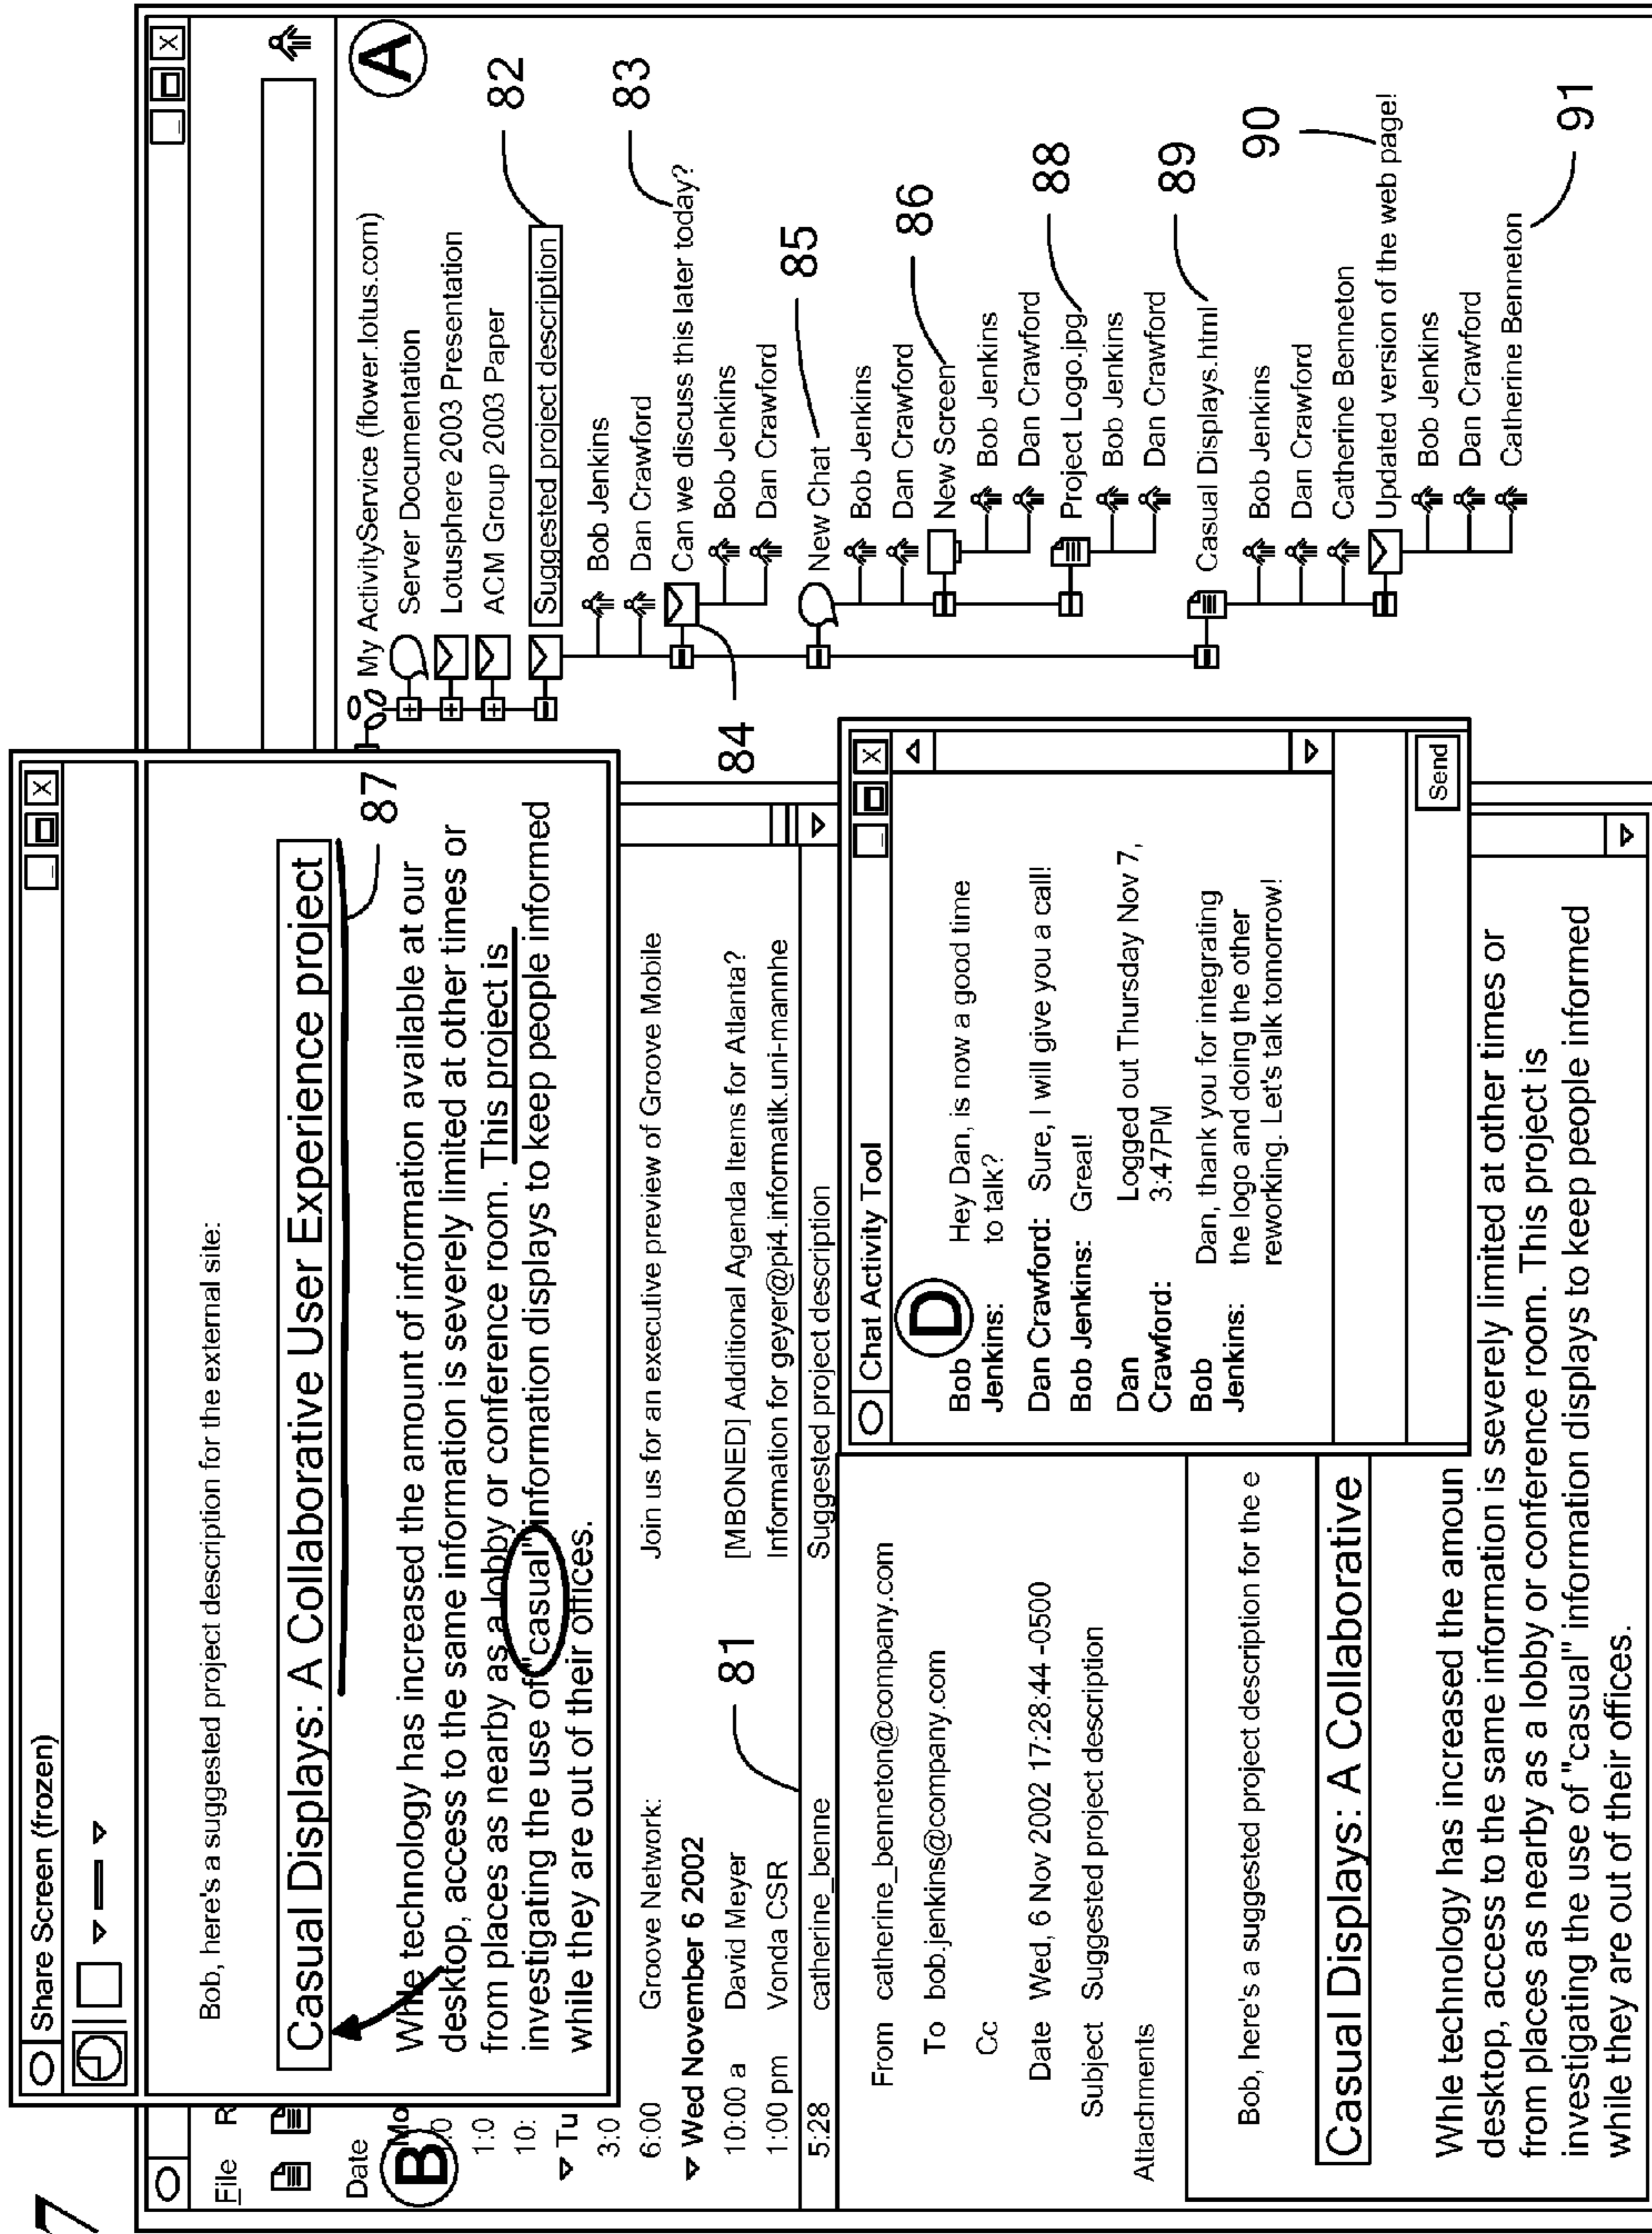 7
Share Screen (frozen)
_
X
Bob, here's a suggested project description for the external site:
Casual Displays: A Collaborative User Experience project
87
While technology has increased the amount of information available at our
desktop, access to the same information is severely limited at other times or
from places as nearby as a lobby or conference room. This project is
investigating the use of "casual" information displays to keep people informed
while they are out of their offices.
_
X
File R
Date
B
Mo
1:0
10:
Tu
3:0
6:00 Groove Network: Join us for an executive preview of Groove Mobile
Wed November 6 2002
10:00 a David Meyer [MBONED] Additional Agenda Items for Atlanta?
1:00 pm Vonda CSR Information for geyer@pi4.informatik.uni-mannhe
5:28 catherine_benne Suggested project description
81
From catherine_benneton@company.com
To bob.jenkins@company.com
Cc
Date Wed, 6 Nov 2002 17:28:44 -0500
Subject Suggested project description
Attachments
Bob, here's a suggested project description for the e
Casual Displays: A Collaborative
While technology has increased the amoun
desktop, access to the same information is severely limited at other times or
from places as nearby as a lobby or conference room. This project is
investigating the use of "casual" information displays to keep people informed
while they are out of their offices.
Chat Activity Tool
_
X
D
Bob Jenkins: Hey Dan, is now a good time
to talk?
Dan Crawford: Sure, I will give you a call!
Bob Jenkins: Great!
Dan Crawford: Logged out Thursday Nov 7,
3:47PM
Bob Jenkins: Dan, thank you for integrating
the logo and doing the other
reworking. Let's talk tomorrow!
Send
A
My ActivityService (flower.lotus.com)
Server Documentation
Lotusphere 2003 Presentation
ACM Group 2003 Paper
Suggested project description
82
Bob Jenkins
Dan Crawford
Can we discuss this later today?
83
84
Bob Jenkins
Dan Crawford
New Chat
85
Bob Jenkins
Dan Crawford
New Screen
86
Bob Jenkins
Dan Crawford
Project Logo.jpg
88
Bob Jenkins
Dan Crawford
Casual Displays.html
89
Bob Jenkins
Dan Crawford
Catherine Benneton
Updated version of the web page!
90
Bob Jenkins
Dan Crawford
Catherine Benneton
91